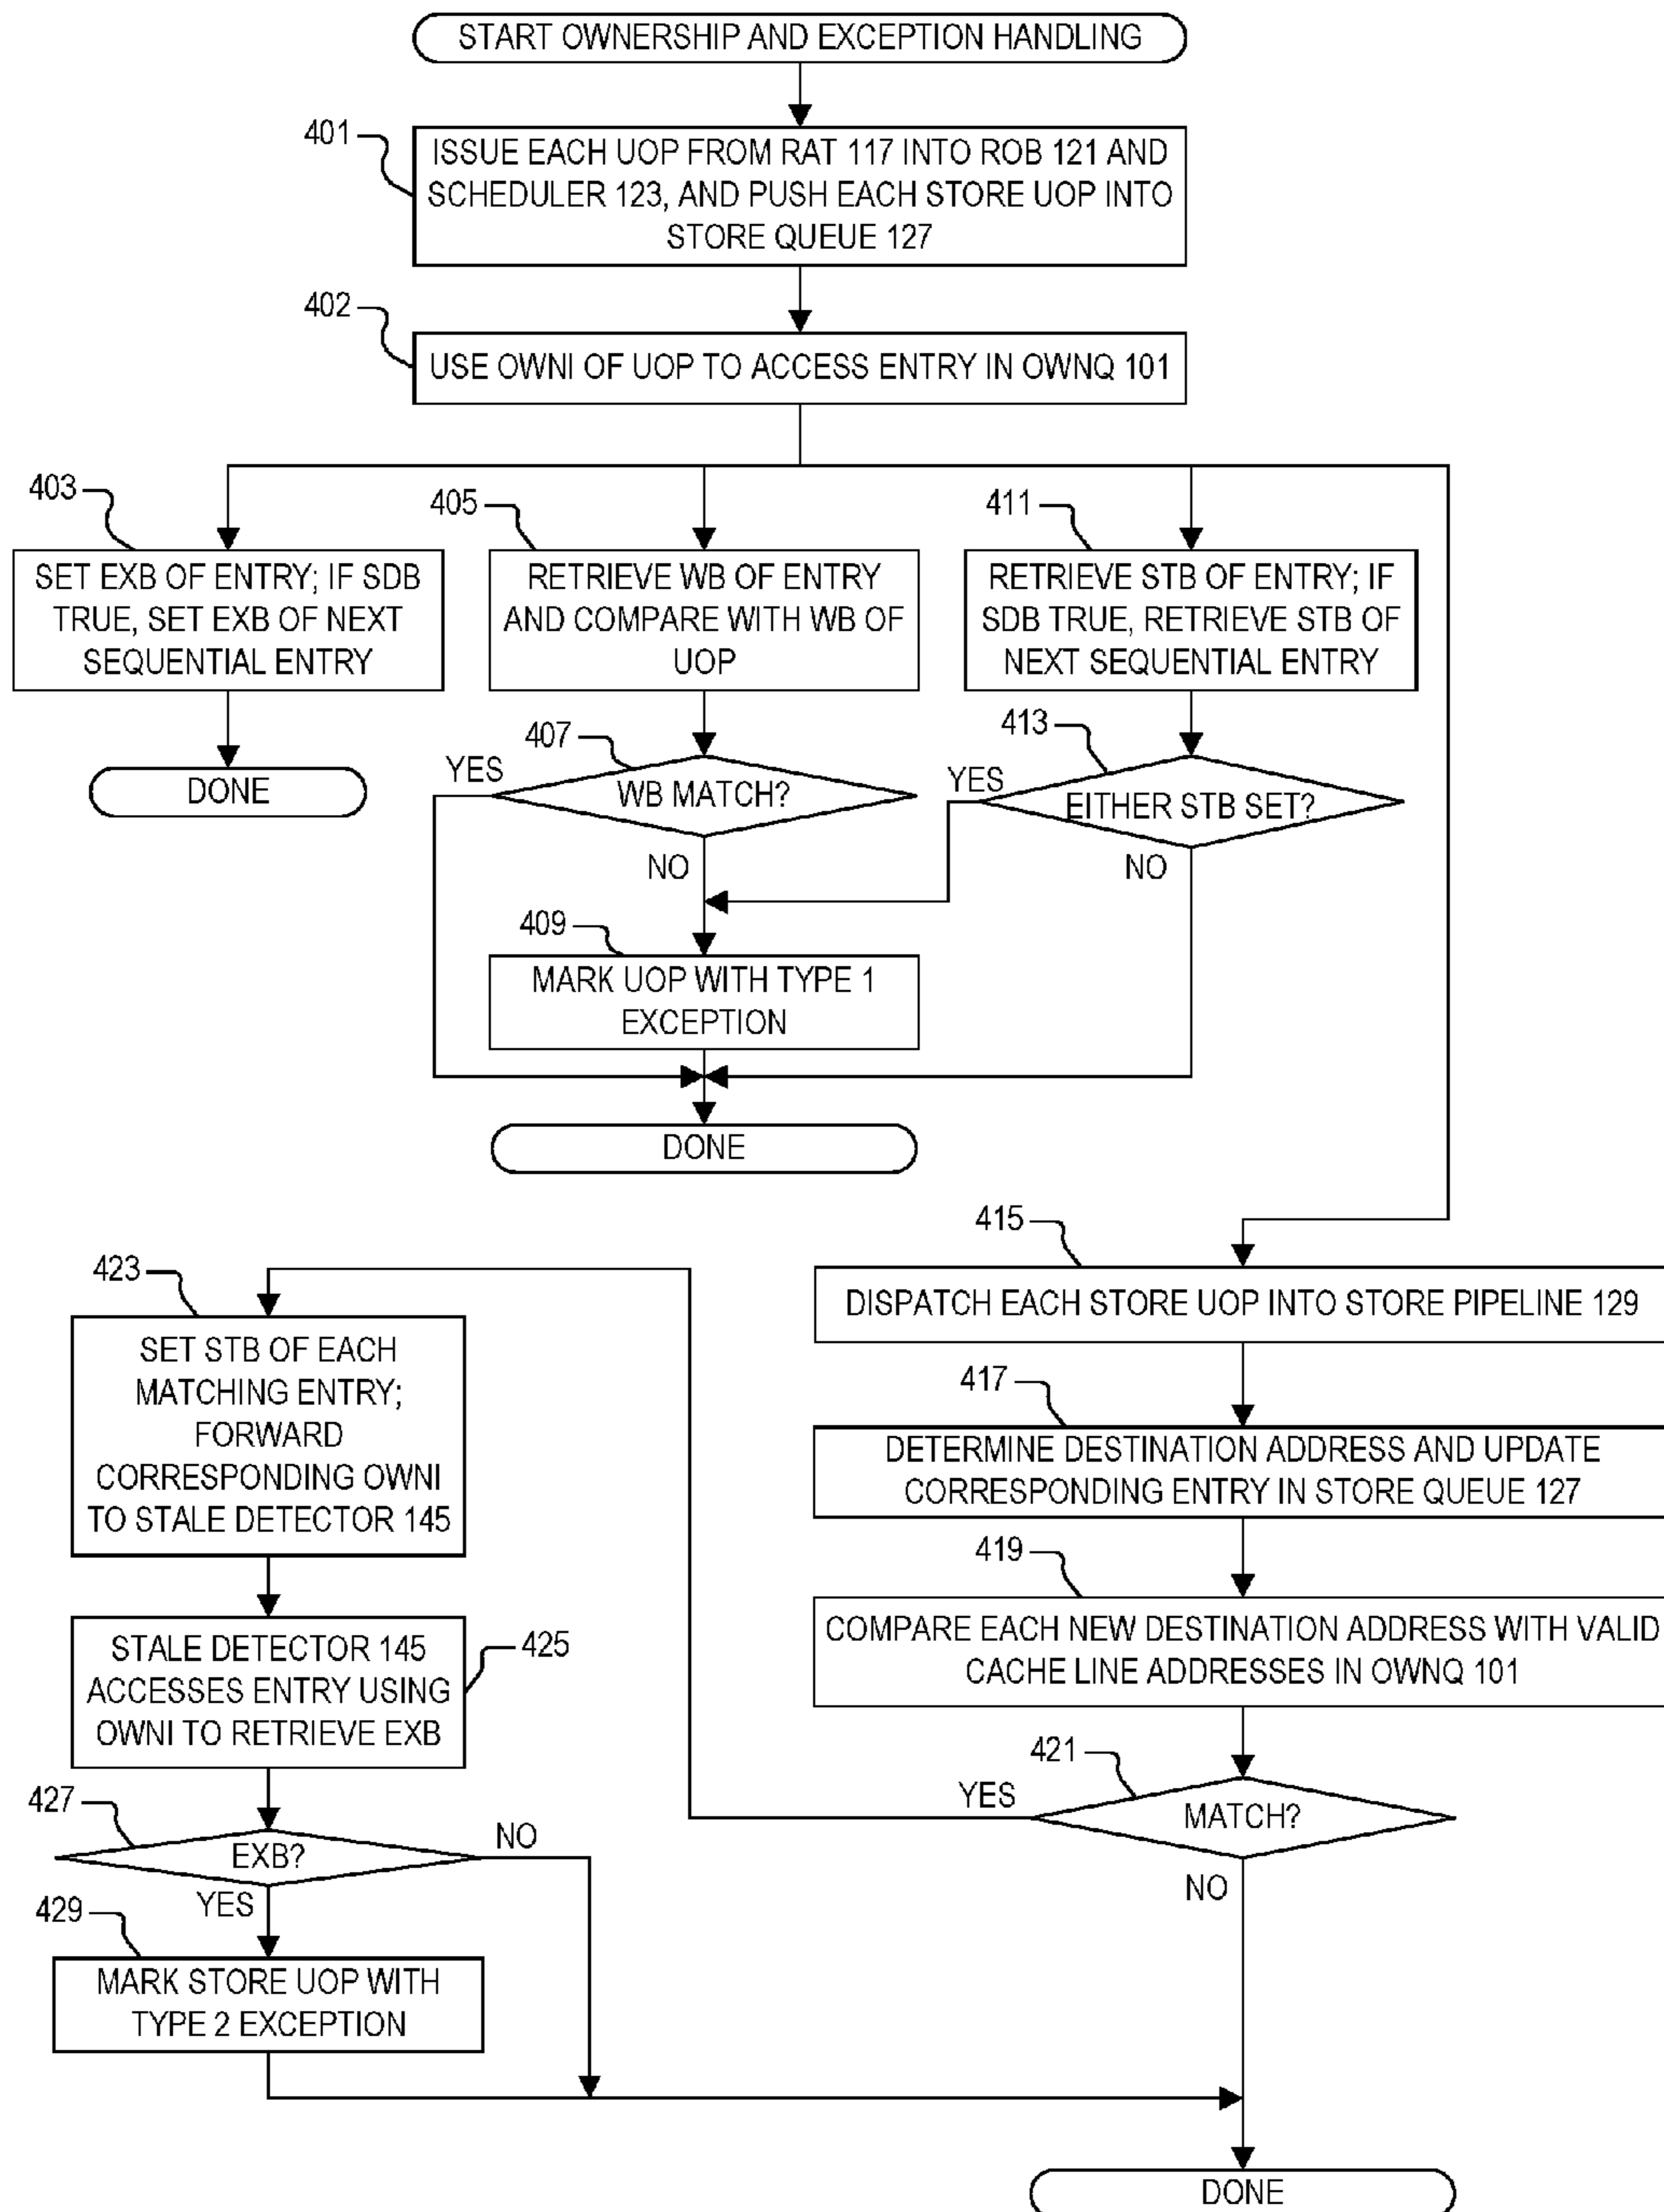 START OWNERSHIP AND EXCEPTION HANDLING
401
ISSUE EACH UOP FROM RAT 117 INTO ROB 121 AND
SCHEDULER 123, AND PUSH EACH STORE UOP INTO
STORE QUEUE 127
402
USE OWNI OF UOP TO ACCESS ENTRY IN OWNQ 101
403
SET EXB OF ENTRY; IF SDB
TRUE, SET EXB OF NEXT
SEQUENTIAL ENTRY
DONE
405
RETRIEVE WB OF ENTRY
AND COMPARE WITH WB OF
UOP
407
YES
WB MATCH?
NO
409
MARK UOP WITH TYPE 1
EXCEPTION
DONE
411
RETRIEVE STB OF ENTRY; IF
SDB TRUE, RETRIEVE STB OF
NEXT SEQUENTIAL ENTRY
413
YES
EITHER STB SET?
NO
415
DISPATCH EACH STORE UOP INTO STORE PIPELINE 129
417
DETERMINE DESTINATION ADDRESS AND UPDATE
CORRESPONDING ENTRY IN STORE QUEUE 127
419
COMPARE EACH NEW DESTINATION ADDRESS WITH VALID
CACHE LINE ADDRESSES IN OWNQ 101
421
YES
MATCH?
NO
423
SET STB OF EACH
MATCHING ENTRY;
FORWARD
CORRESPONDING OWNI
TO STALE DETECTOR 145
425
STALE DETECTOR 145
ACCESSES ENTRY USING
OWNI TO RETRIEVE EXB
427
EXB?
NO
YES
429
MARK STORE UOP WITH
TYPE 2 EXCEPTION
DONE